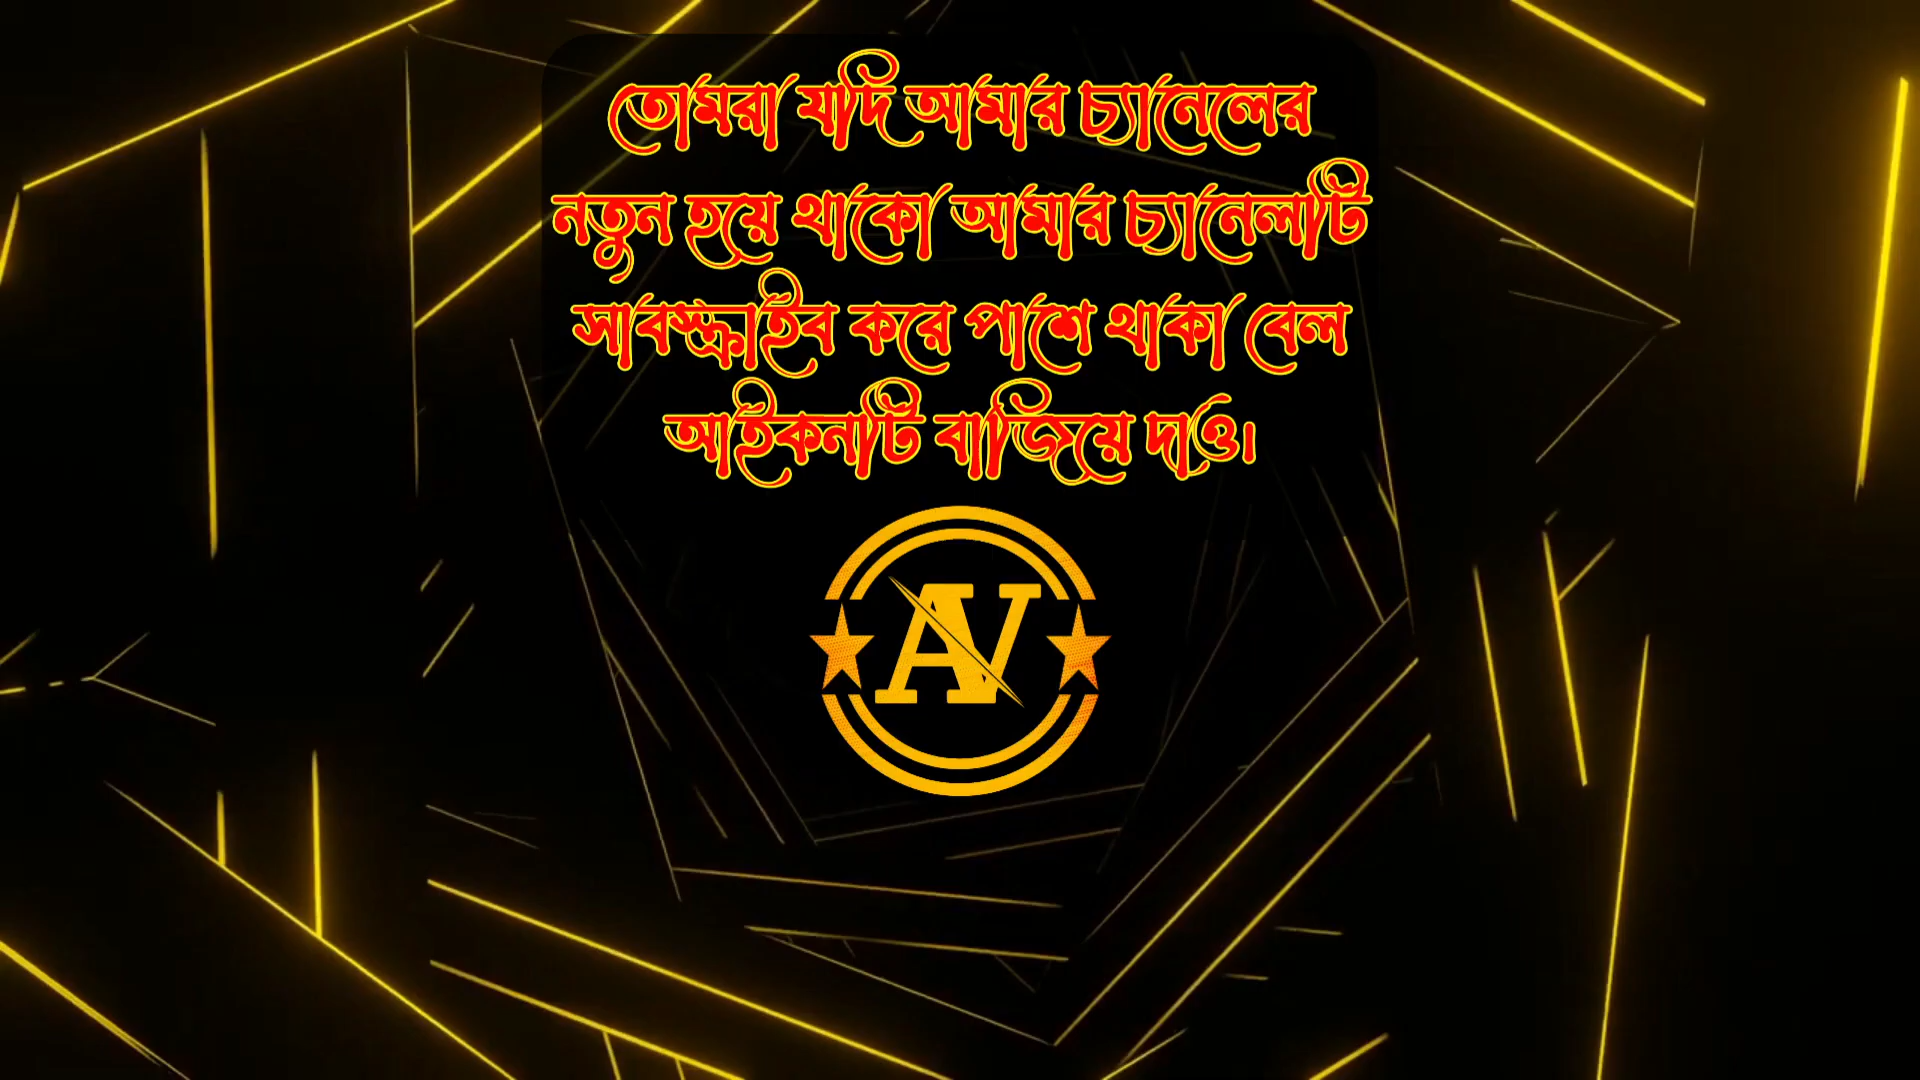 তোমরা যদি আমার চ্যানেলের
নতুন হয়ে থাকো আমার চ্যানেলটি
সাবস্ক্রাইব করে পাশে থাকা বেল
আইকনটি বাজিয়ে দাও।
AV